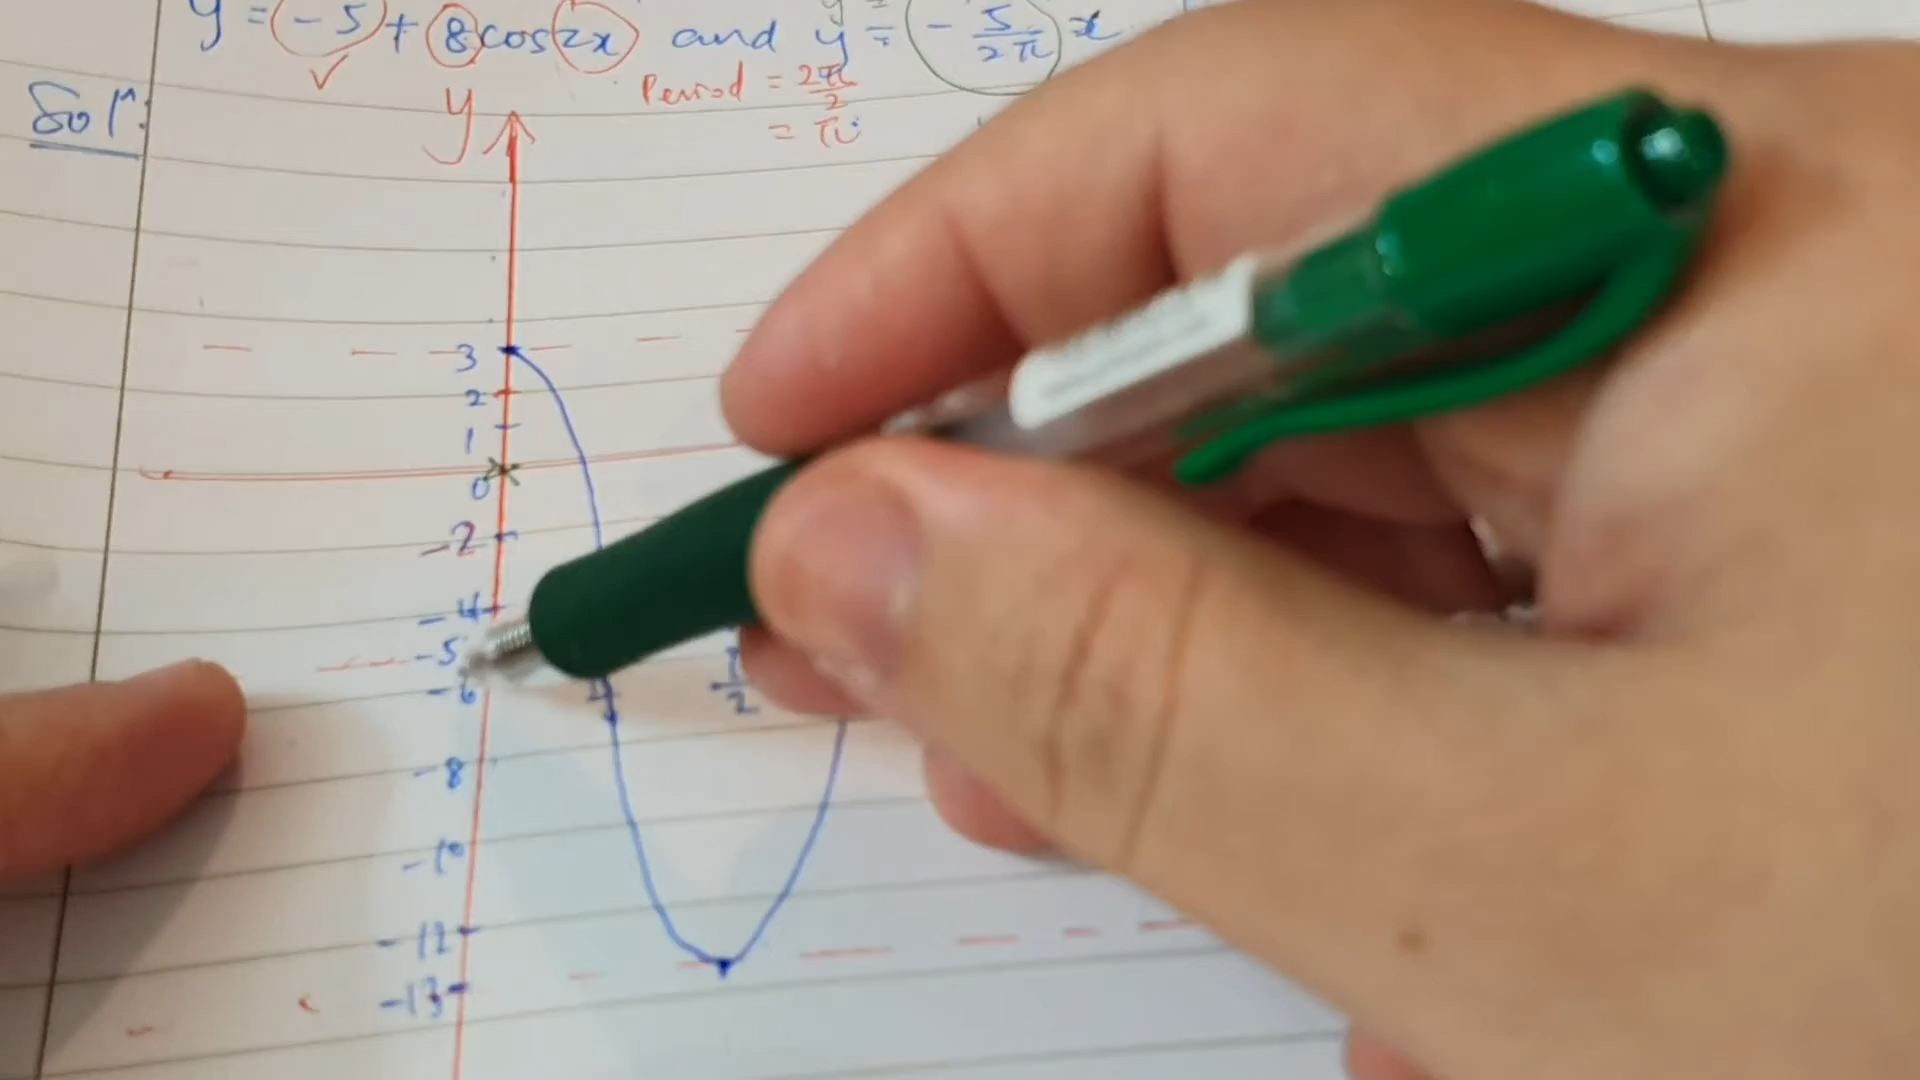 y = -5 + 8cos2x and y = -5/2π x
Sol^n:
Period = 2π/2
= π
y
3
2
1
0
-2
-4
-5
-6
π/2
-8
-10
-12
-13